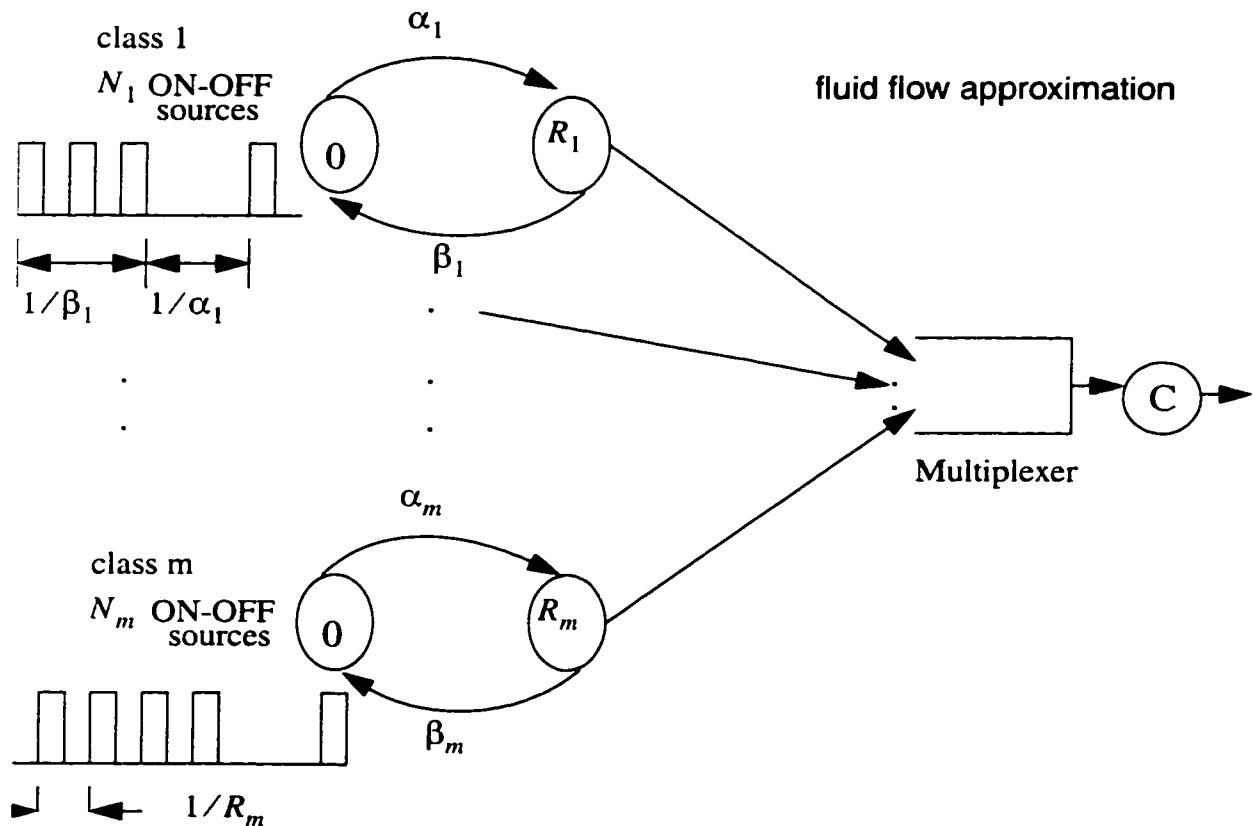 class 1
N₁ ON-OFF
sources
α₁
0
R₁
β₁
1/β₁
1/α₁
fluid flow approximation
C
Multiplexer
class m
Nₘ ON-OFF
sources
αₘ
0
Rₘ
βₘ
1/Rₘ